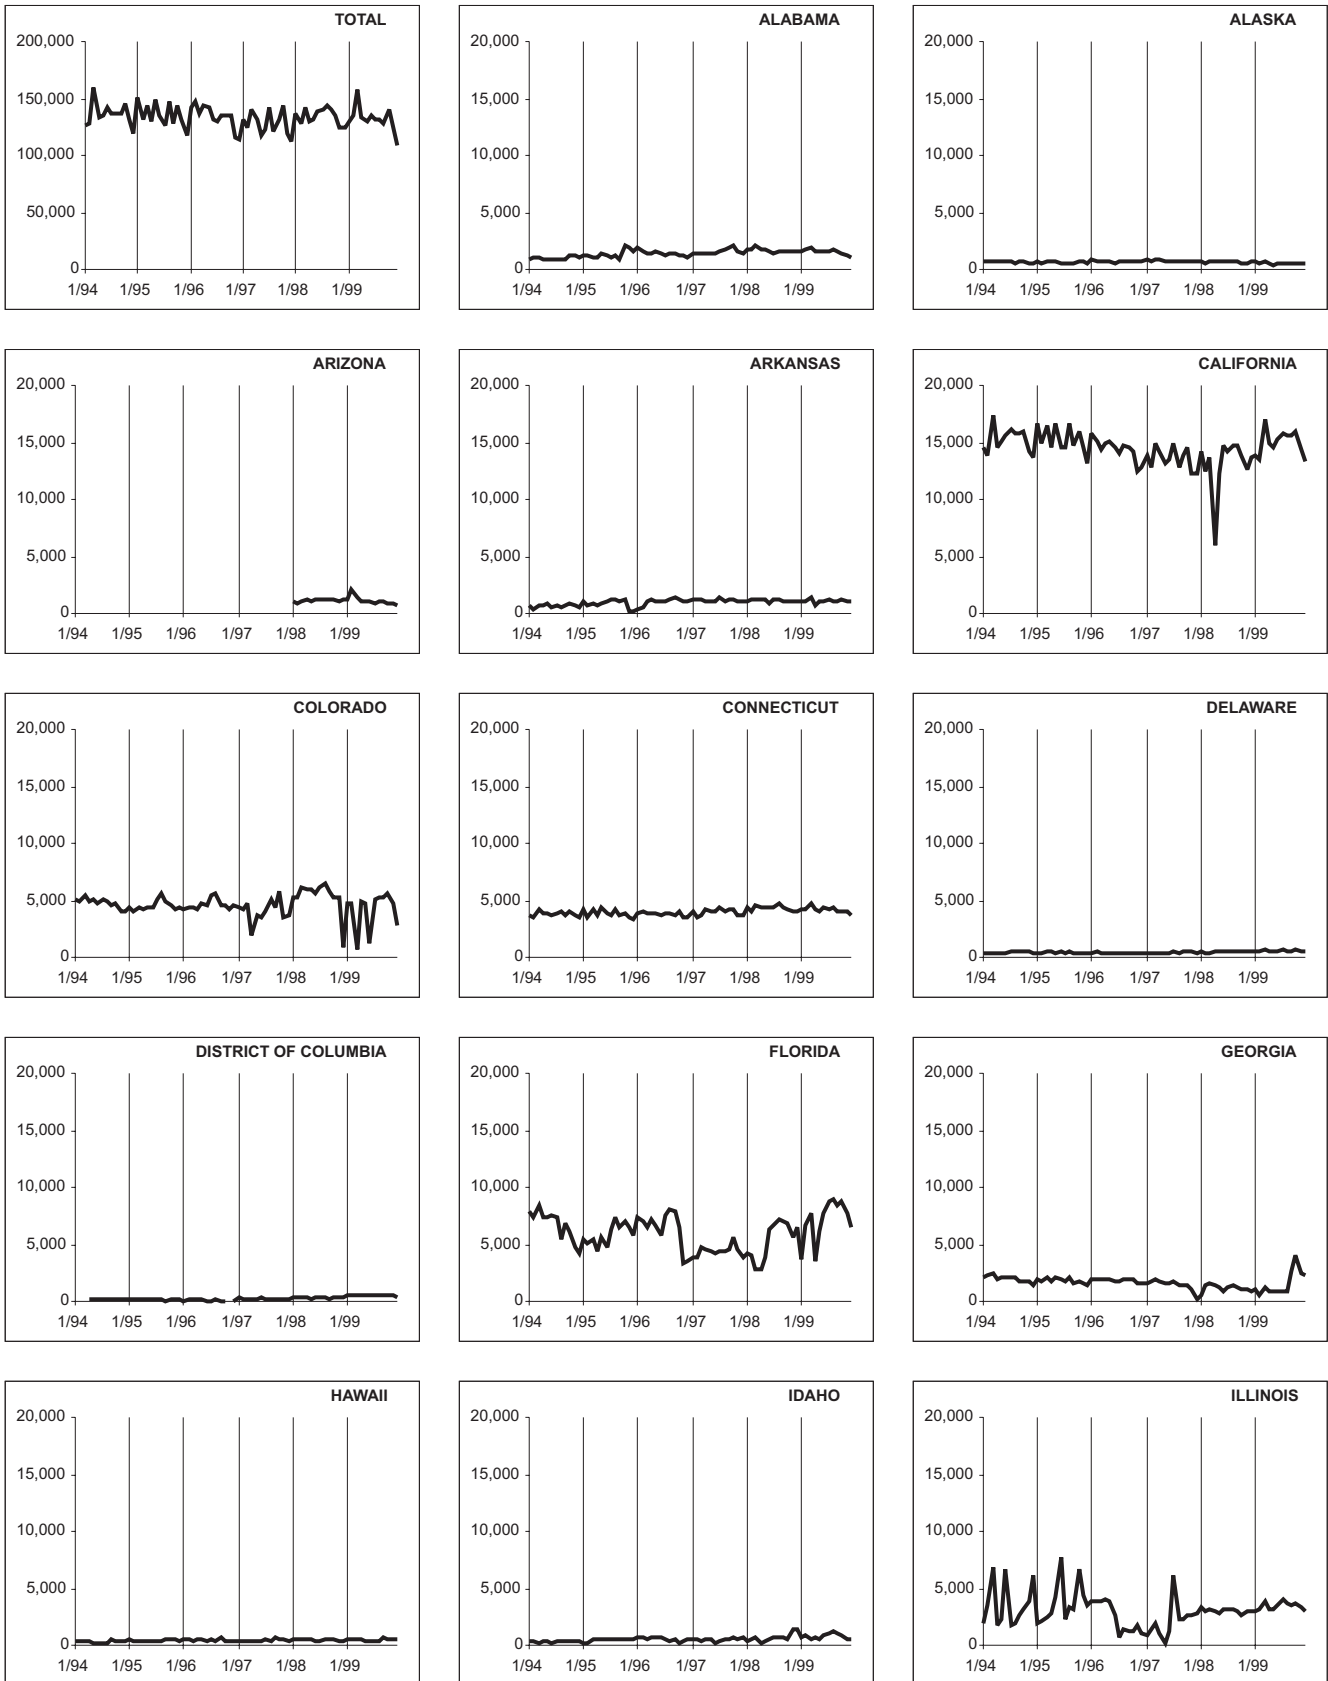 TOTAL
200,000
150,000
100,000
50,000
0
1/94 1/95 1/96 1/97 1/98 1/99
ALABAMA
20,000
15,000
10,000
5,000
0
1/94 1/95 1/96 1/97 1/98 1/99
ALASKA
20,000
15,000
10,000
5,000
0
1/94 1/95 1/96 1/97 1/98 1/99
ARIZONA
20,000
15,000
10,000
5,000
0
1/94 1/95 1/96 1/97 1/98 1/99
ARKANSAS
20,000
15,000
10,000
5,000
0
1/94 1/95 1/96 1/97 1/98 1/99
CALIFORNIA
20,000
15,000
10,000
5,000
0
1/94 1/95 1/96 1/97 1/98 1/99
COLORADO
20,000
15,000
10,000
5,000
0
1/94 1/95 1/96 1/97 1/98 1/99
CONNECTICUT
20,000
15,000
10,000
5,000
0
1/94 1/95 1/96 1/97 1/98 1/99
DELAWARE
20,000
15,000
10,000
5,000
0
1/94 1/95 1/96 1/97 1/98 1/99
DISTRICT OF COLUMBIA
20,000
15,000
10,000
5,000
0
1/94 1/95 1/96 1/97 1/98 1/99
FLORIDA
20,000
15,000
10,000
5,000
0
1/94 1/95 1/96 1/97 1/98 1/99
GEORGIA
20,000
15,000
10,000
5,000
0
1/94 1/95 1/96 1/97 1/98 1/99
HAWAII
20,000
15,000
10,000
5,000
0
1/94 1/95 1/96 1/97 1/98 1/99
IDAHO
20,000
15,000
10,000
5,000
0
1/94 1/95 1/96 1/97 1/98 1/99
ILLINOIS
20,000
15,000
10,000
5,000
0
1/94 1/95 1/96 1/97 1/98 1/99